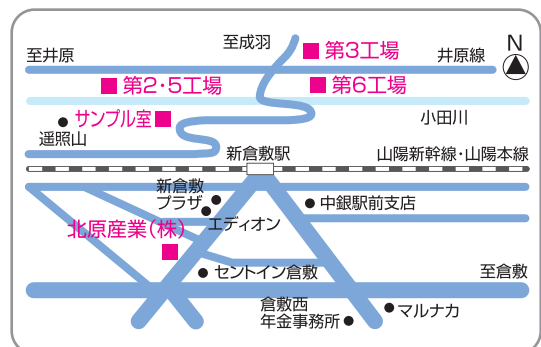 至成羽
N
第3工場
至井原
井原線
第2・5工場
第6工場
サンプル室
小田川
遥照山
新倉敷駅
山陽新幹線・山陽本線
新倉敷
プラザ
中銀駅前支店
エディオン
北原産業(株)
セントイン倉敷
至倉敷
倉敷西
年金事務所
マルナカ